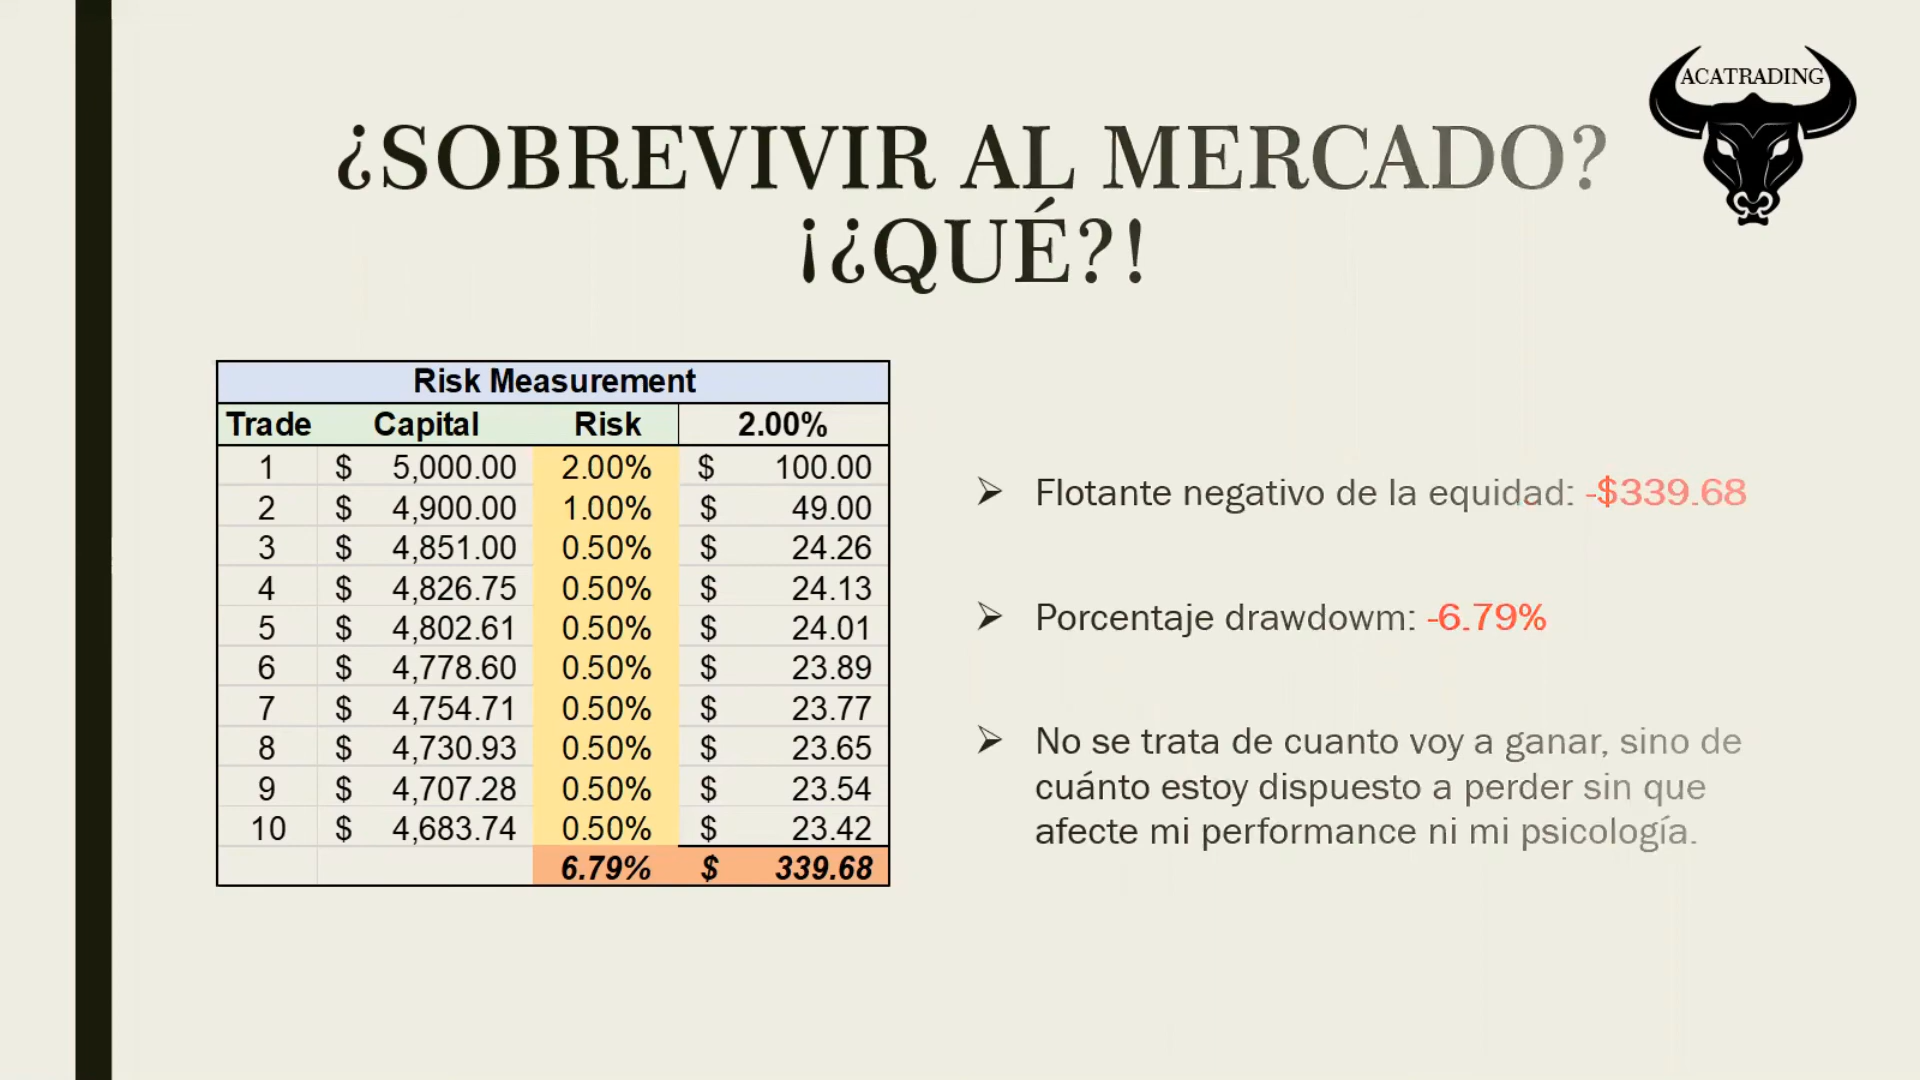 ACATRADING
¿SOBREVIVIR AL MERCADO?
¡¿QUÉ?!
Risk Measurement
Trade Capital Risk 2.00%
1 $ 5,000.00 2.00% $ 100.00
2 $ 4,900.00 1.00% $ 49.00
3 $ 4,851.00 0.50% $ 24.26
4 $ 4,826.75 0.50% $ 24.13
5 $ 4,802.61 0.50% $ 24.01
6 $ 4,778.60 0.50% $ 23.89
7 $ 4,754.71 0.50% $ 23.77
8 $ 4,730.93 0.50% $ 23.65
9 $ 4,707.28 0.50% $ 23.54
10 $ 4,683.74 0.50% $ 23.42
6.79% $ 339.68
➢ Flotante negativo de la equidad: -$339.68
➢ Porcentaje drawdowm: -6.79%
➢ No se trata de cuanto voy a ganar, sino de
cuánto estoy dispuesto a perder sin que
afecte mi performance ni mi psicología.